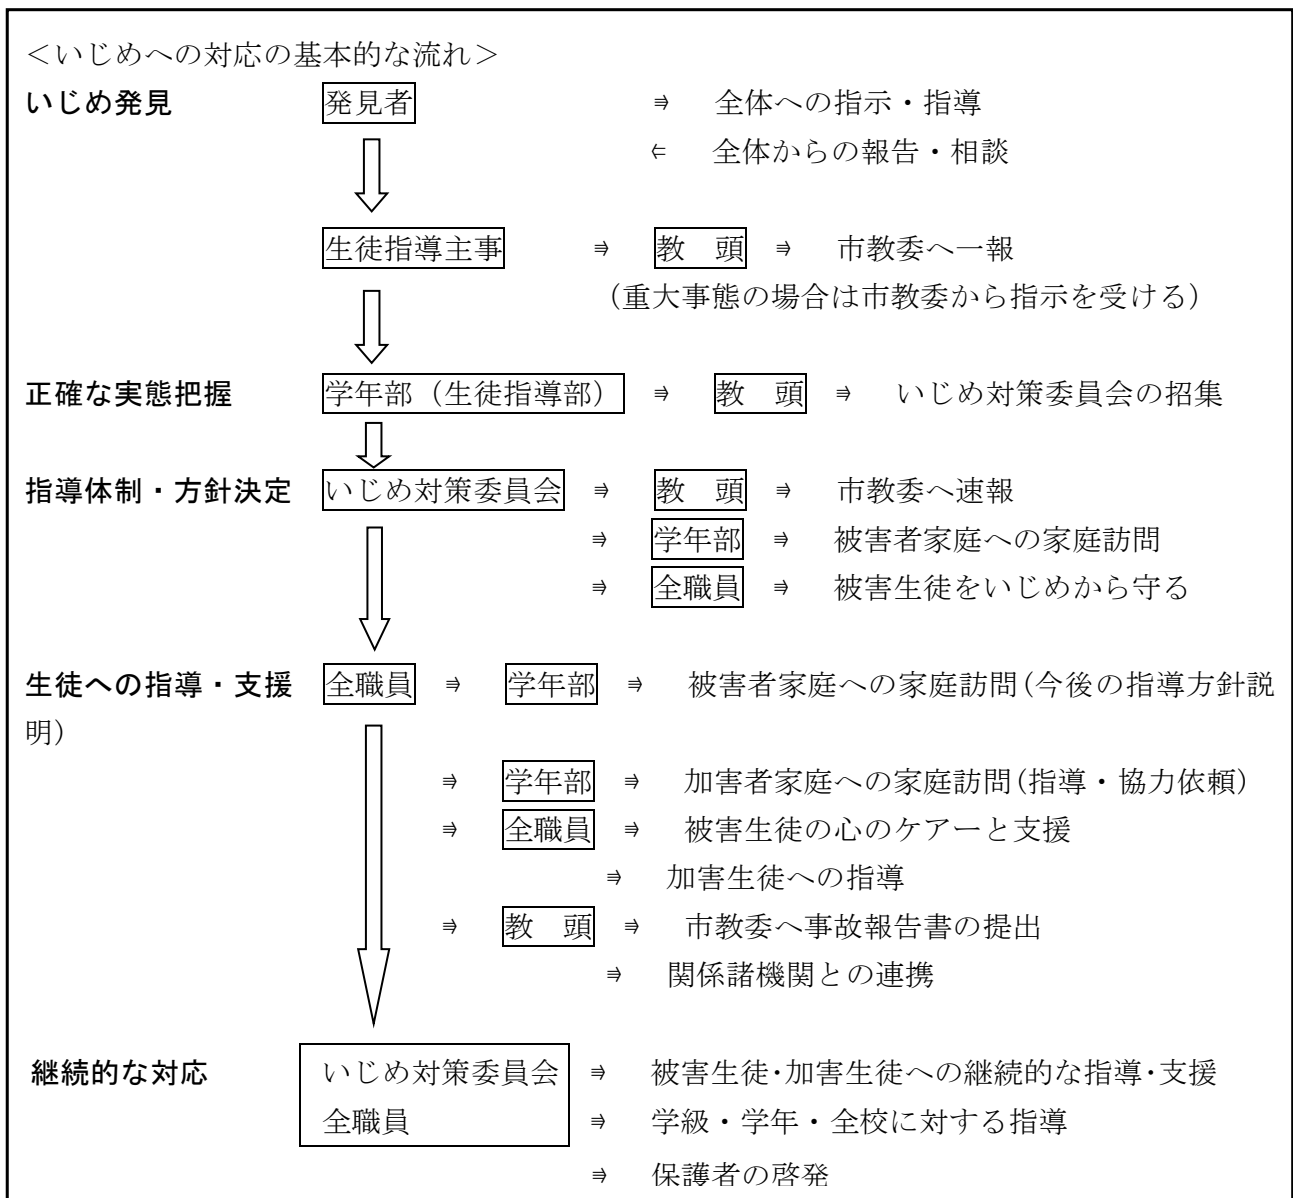 ＜いじめへの対応の基本的な流れ＞
いじめ発見 発見者 ⇛ 全体への指示・指導
⇐ 全体からの報告・相談
生徒指導主事 ⇛ 教　頭 ⇛ 市教委へ一報
（重大事態の場合は市教委から指示を受ける）
正確な実態把握 学年部（生徒指導部） ⇛ 教　頭 ⇛ いじめ対策委員会の招集
指導体制・方針決定 いじめ対策委員会 ⇛ 教　頭 ⇛ 市教委へ速報
⇛ 学年部 ⇛ 被害者家庭への家庭訪問
⇛ 全職員 ⇛ 被害生徒をいじめから守る
生徒への指導・支援 全職員 ⇛ 学年部 ⇛ 被害者家庭への家庭訪問(今後の指導方針説
明)
⇛ 学年部 ⇛ 加害者家庭への家庭訪問(指導・協力依頼)
⇛ 全職員 ⇛ 被害生徒の心のケアーと支援
⇛ 加害生徒への指導
⇛ 教　頭 ⇛ 市教委へ事故報告書の提出
⇛ 関係諸機関との連携
継続的な対応 いじめ対策委員会 ⇛ 被害生徒･加害生徒への継続的な指導･支援
全職員 ⇛ 学級・学年・全校に対する指導
⇛ 保護者の啓発